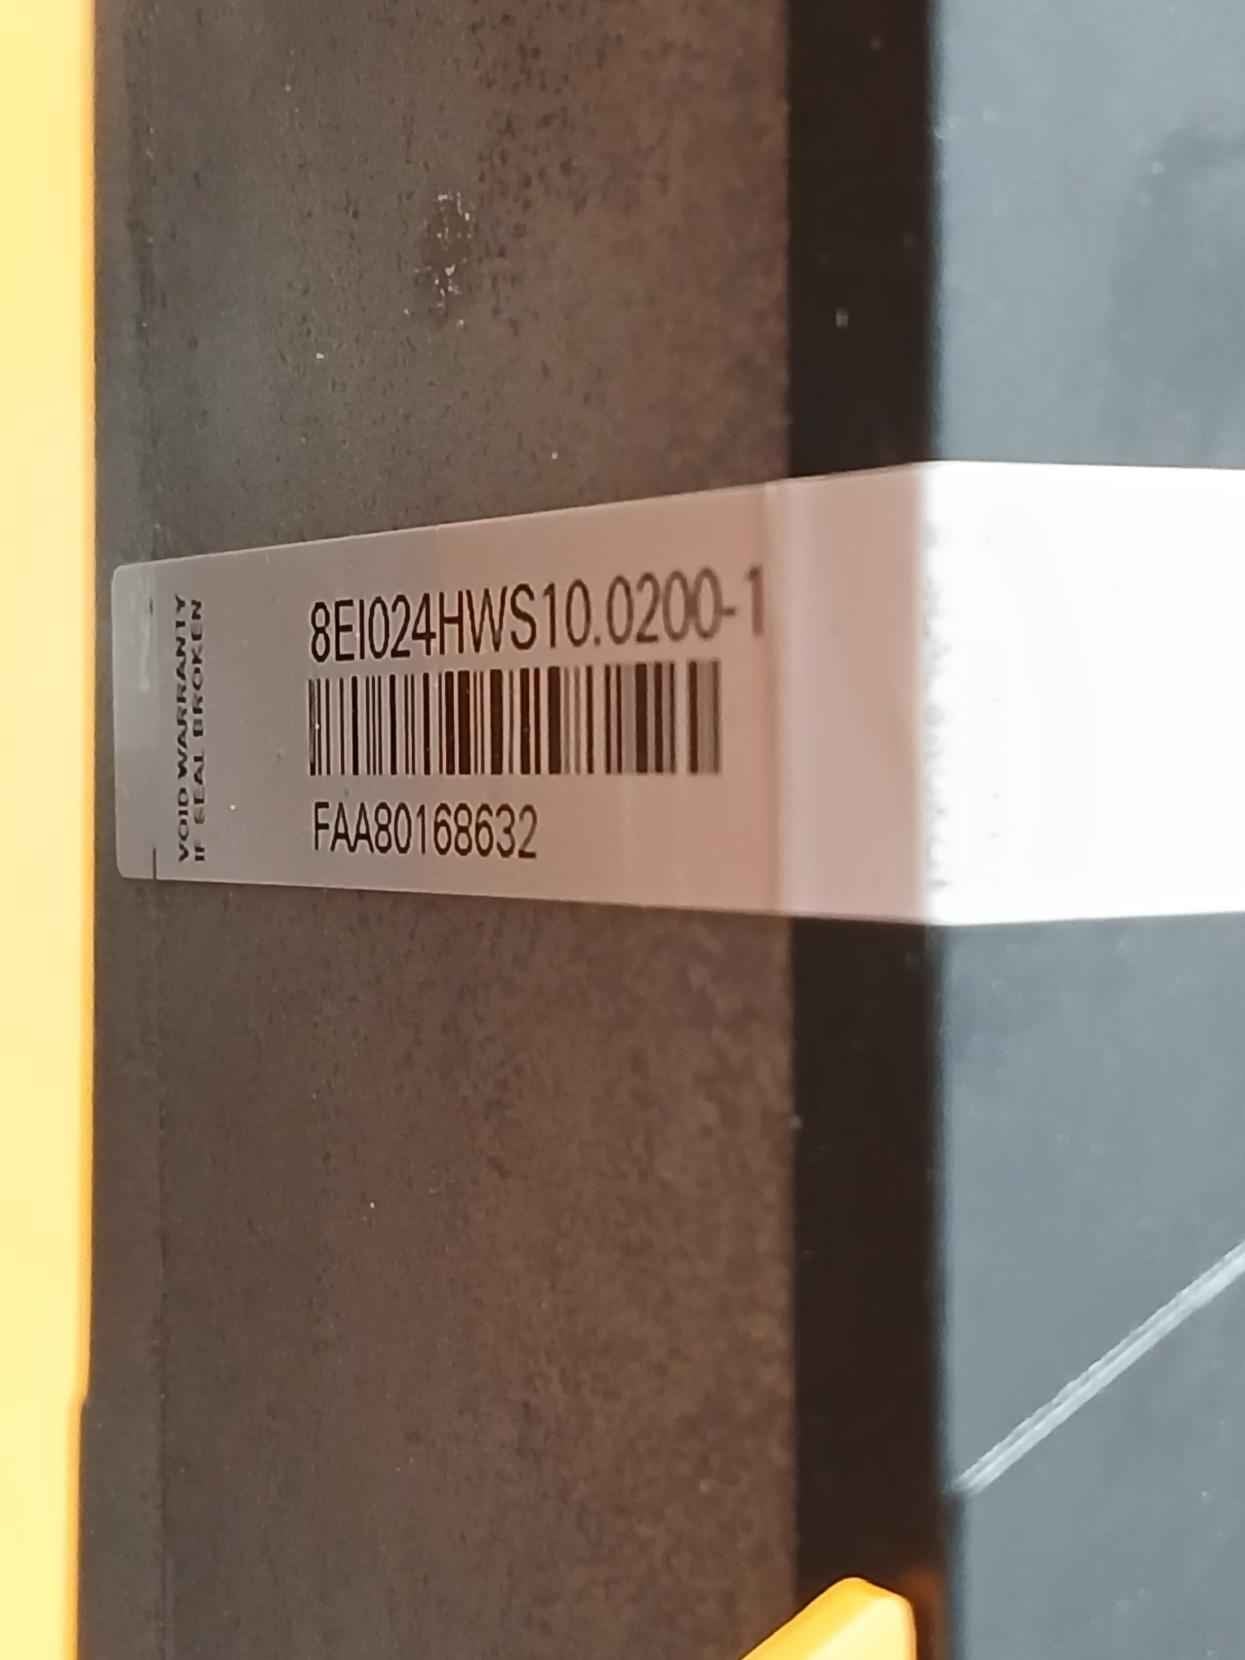 VOID WARRANTY
IF SEAL BROKEN
8EI024HWS10.0200-1
FAA80168632